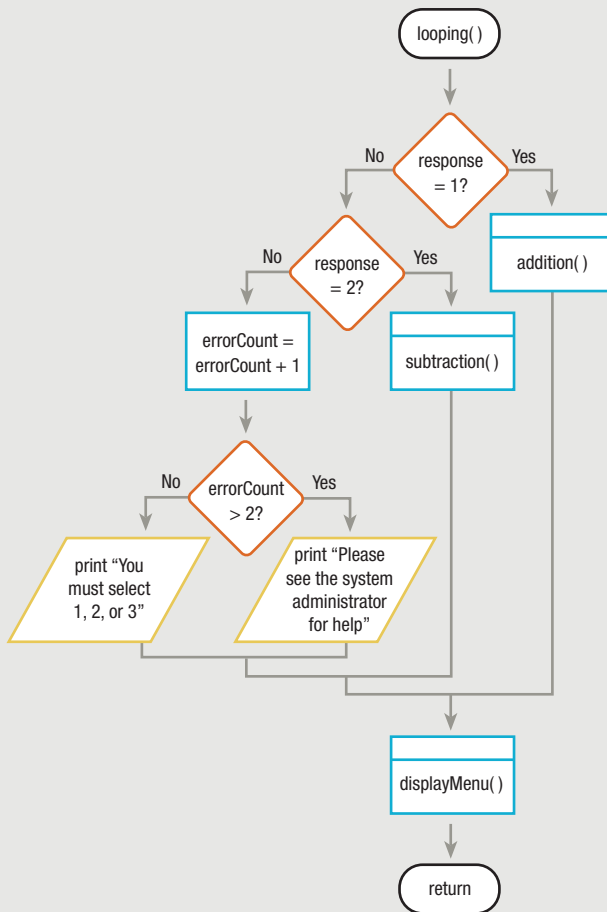 looping( )
response
= 1?
No
Yes
addition( )
response
= 2?
No
Yes
errorCount =
errorCount + 1
subtraction( )
errorCount
> 2?
No
Yes
print “You
must select
1, 2, or 3”
print “Please
see the system
administrator
for help”
displayMenu( )
return